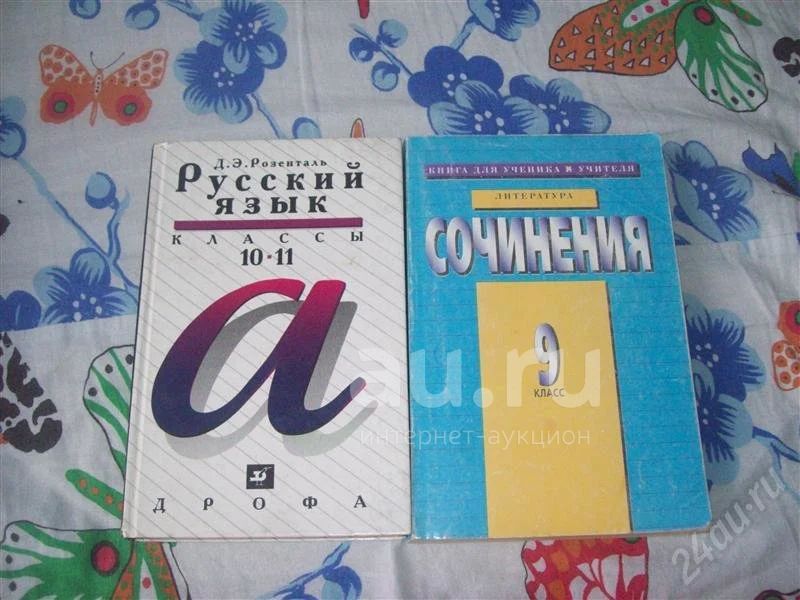 Д.Э.Розенталь
Русский
язык
КЛАССЫ
10·11
а
ДРОФА
КНИГА ДЛЯ УЧЕНИКА И УЧИТЕЛЯ
ЛИТЕРАТУРА
СОЧИНЕНИЯ
9
КЛАСС
au.ru
интернет-аукцион
24au.ru